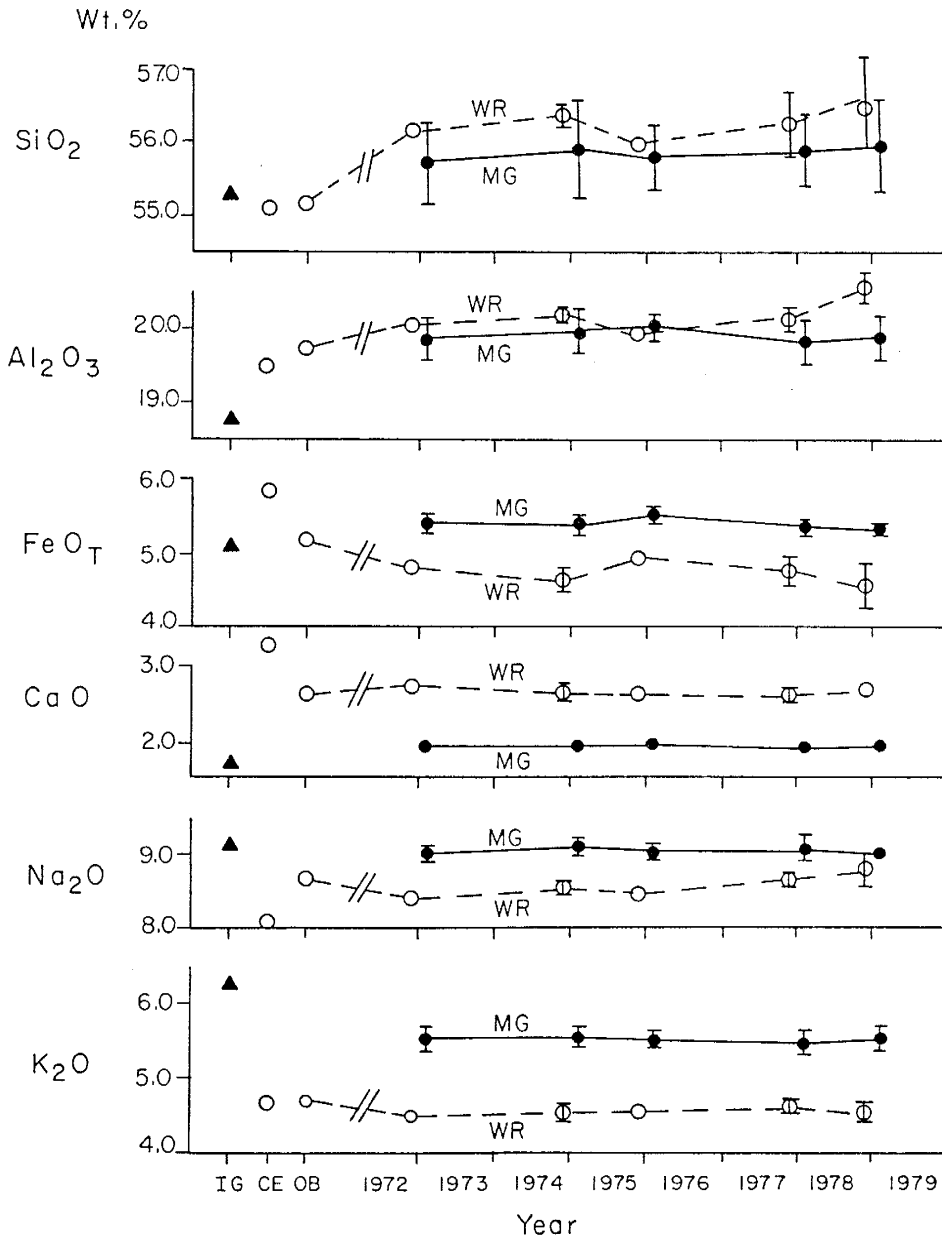 Wt.%
SiO2
57.0
56.0
55.0
WR
MG
Al2O3
20.0
19.0
WR
MG
FeOT
6.0
5.0
4.0
MG
WR
CaO
3.0
2.0
WR
MG
Na2O
9.0
8.0
MG
WR
K2O
6.0
5.0
4.0
MG
WR
IG CE OB 1972 1973 1974 1975 1976 1977 1978 1979
Year